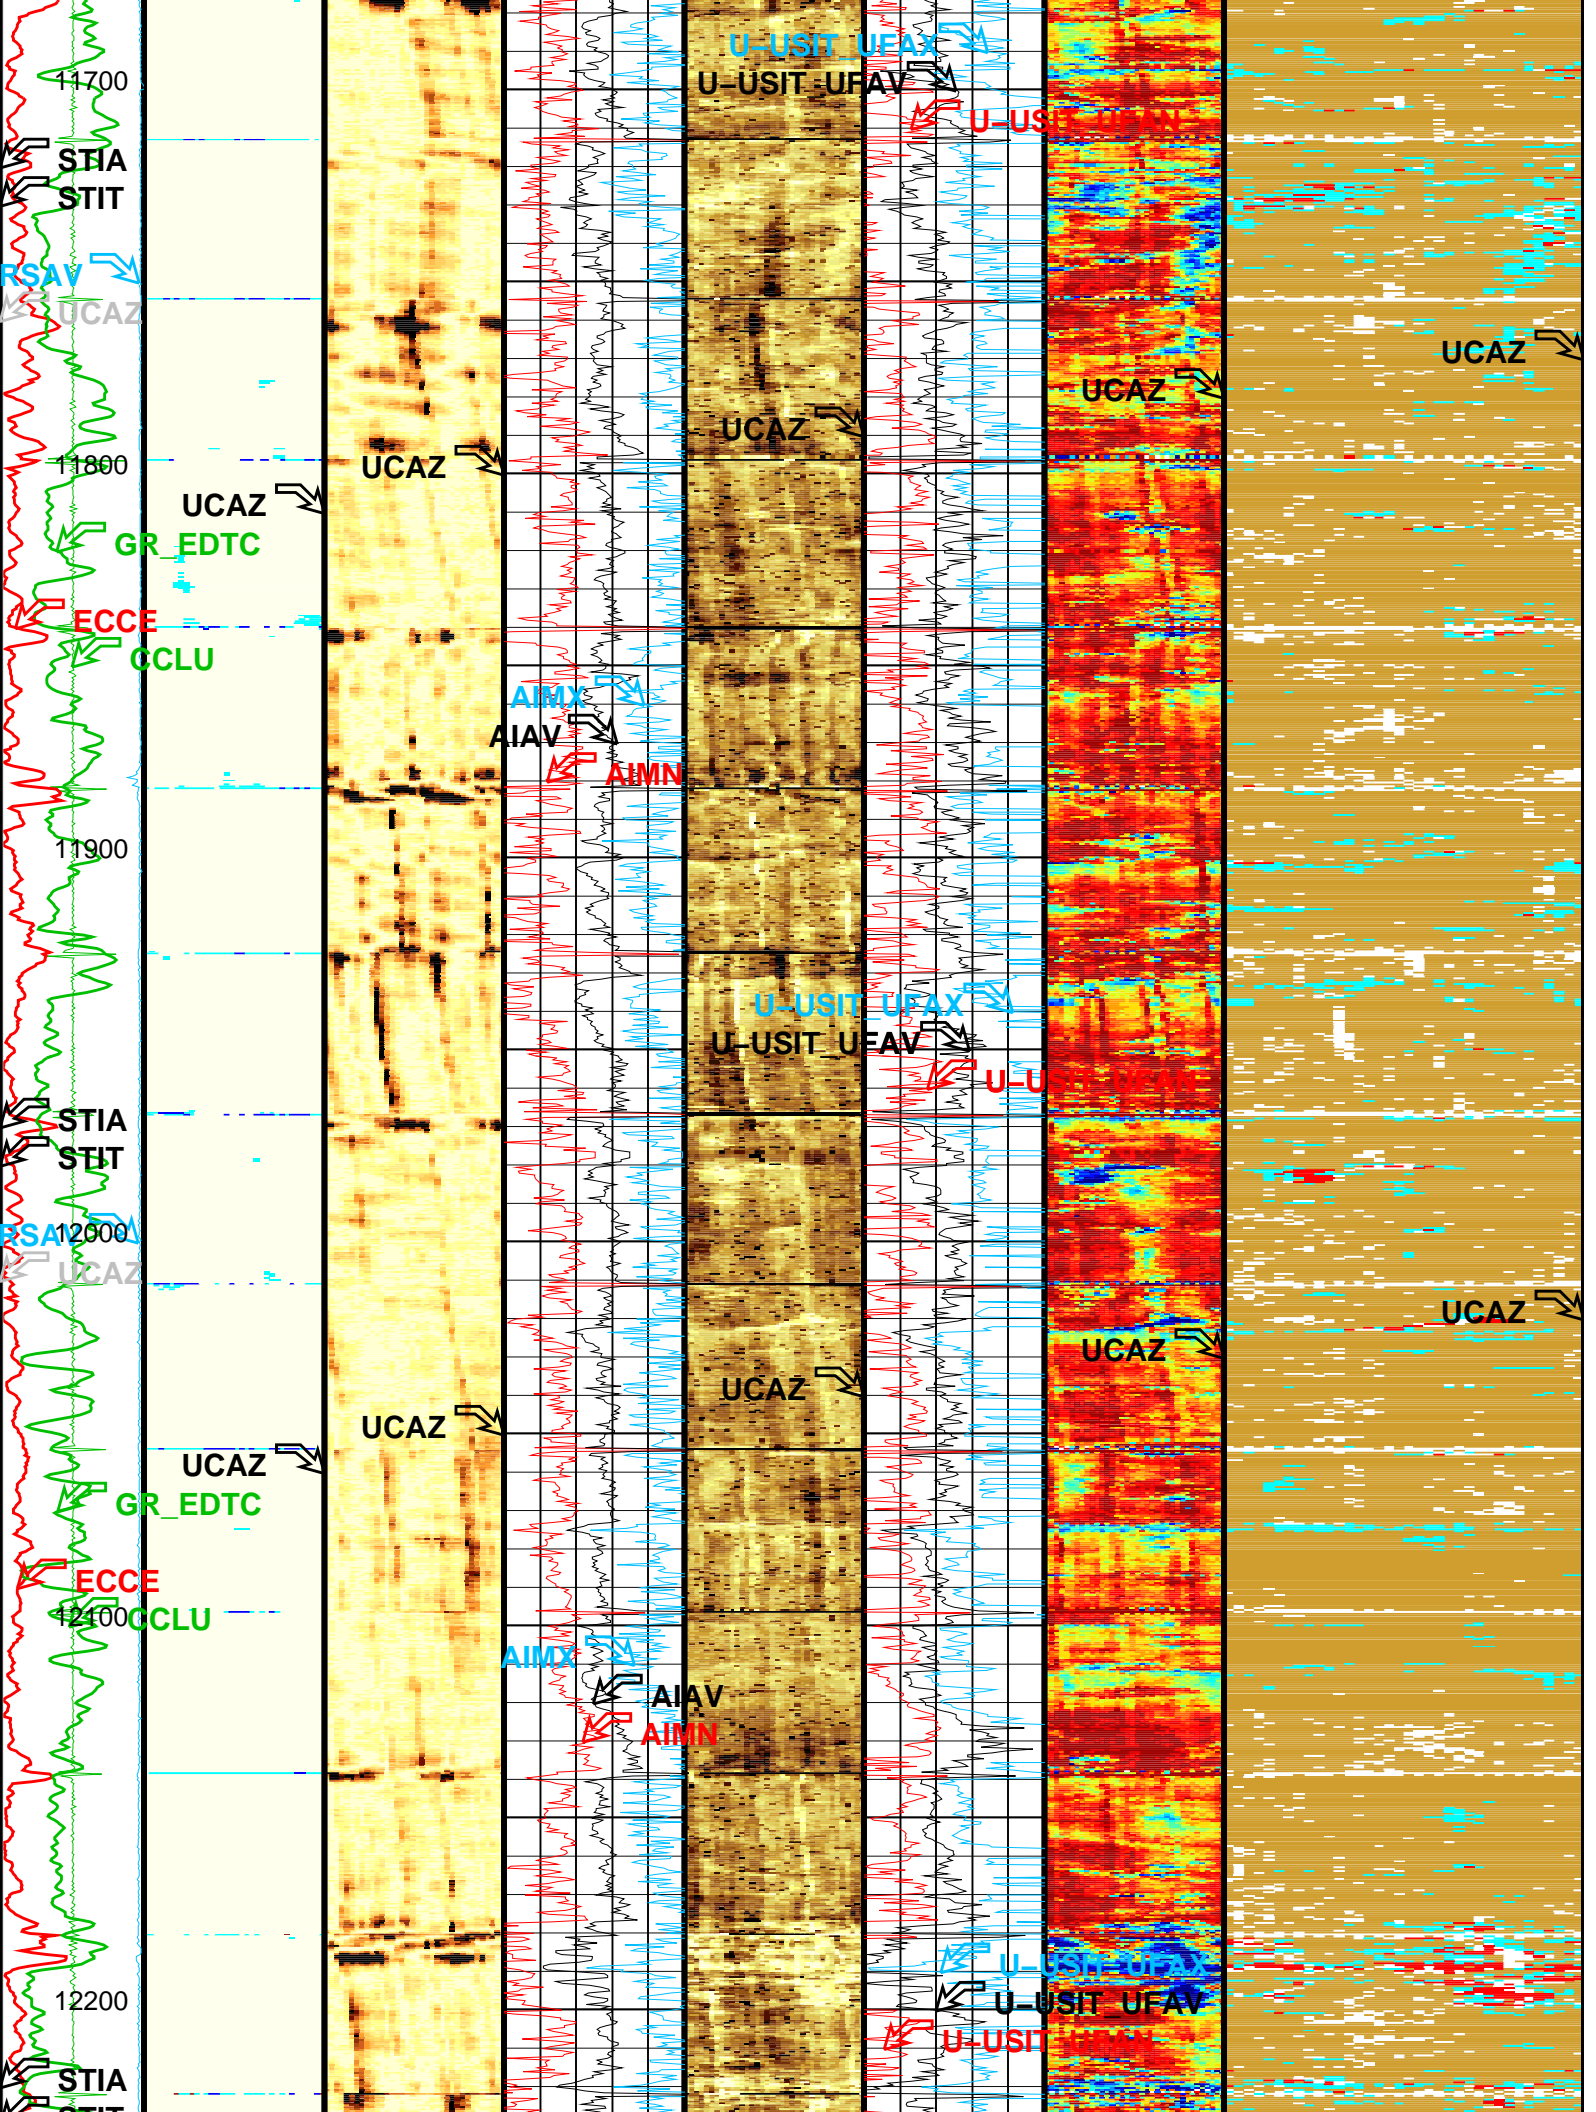 U-USIT_UFAX
11700
U-USIT_UFAV
U-USIT_UFAN
STIA
STIT
RSAV
UCAZ
UCAZ
UCAZ
UCAZ
11800
UCAZ
UCAZ
GR_EDTC
ECCE
CCLU
AIMX
AIAV
AIMN
11900
U-USIT_UFAX
U-USIT_UFAV
U-USIT_UFAN
STIA
STIT
RSAV
12000
UCAZ
UCAZ
UCAZ
UCAZ
UCAZ
UCAZ
GR_EDTC
ECCE
12100
CCLU
AIMX
AIAV
AIMN
U-USIT_UFAX
12200
U-USIT_UFAV
U-USIT_UFAN
STIA
STIT